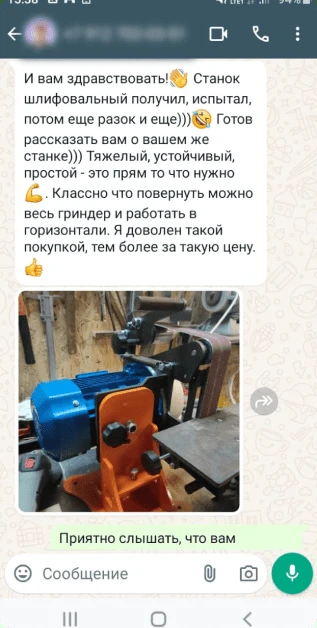 И вам здравствовать!👋 Станок
шлифовальный получил, испытал,
потом еще разок и еще)))🤣 Готов
рассказать вам о вашем же
станке))) Тяжелый, устойчивый,
простой - это прям то что нужно
💪. Классно что повернуть можно
весь гриндер и работать в
горизонтали. Я доволен такой
покупкой, тем более за такую цену.
👍
Приятно слышать, что вам
Сообщение